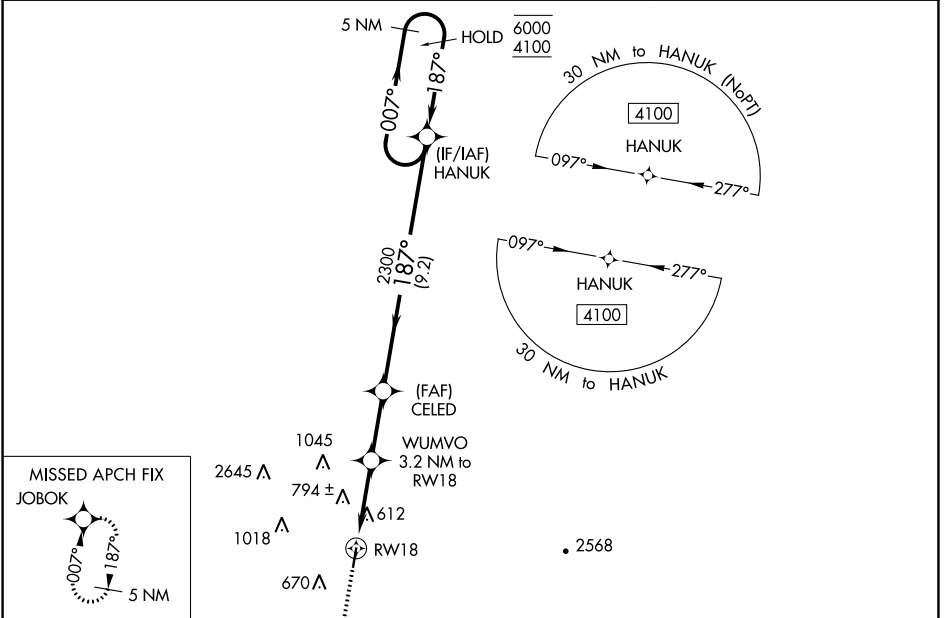 5 NM
HOLD
6000
4100
007°
187°
(IF/IAF)
HANUK
30 NM to HANUK (NoPT)
4100
HANUK
097°
277°
2300
187°
(9.2)
097°
277°
HANUK
4100
30 NM to HANUK
(FAF)
CELED
WUMVO
3.2 NM to
RW18
1045
2645
794 ±
612
1018
RW18
2568
670
MISSED APCH FIX
JOBOK
007°
187°
5 NM